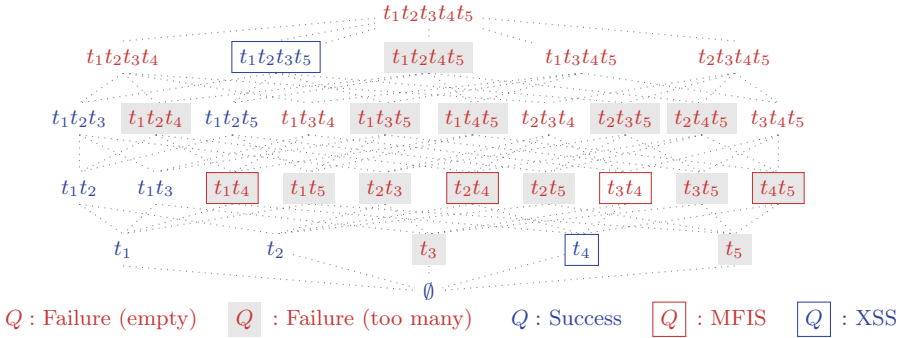 t₁t₂t₃t₄t₅
t₁t₂t₃t₄ t₁t₂t₃t₅ t₁t₂t₄t₅ t₁t₃t₄t₅ t₂t₃t₄t₅
t₁t₂t₃ t₁t₂t₄ t₁t₂t₅ t₁t₃t₄ t₁t₃t₅ t₁t₄t₅ t₂t₃t₄ t₂t₃t₅ t₂t₄t₅ t₃t₄t₅
t₁t₂ t₁t₃ t₁t₄ t₁t₅ t₂t₃ t₂t₄ t₂t₅ t₃t₄ t₃t₅ t₄t₅
t₁ t₂ t₃ t₄ t₅
∅
Q : Failure (empty) Q : Failure (too many) Q : Success Q : MFIS Q : XSS